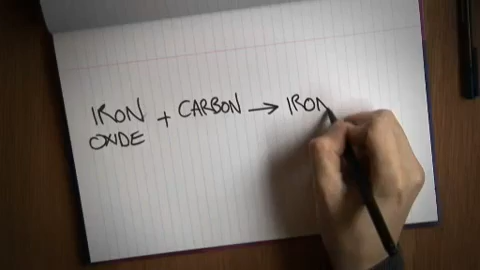 IRON + CARBON → IRON
OXIDE